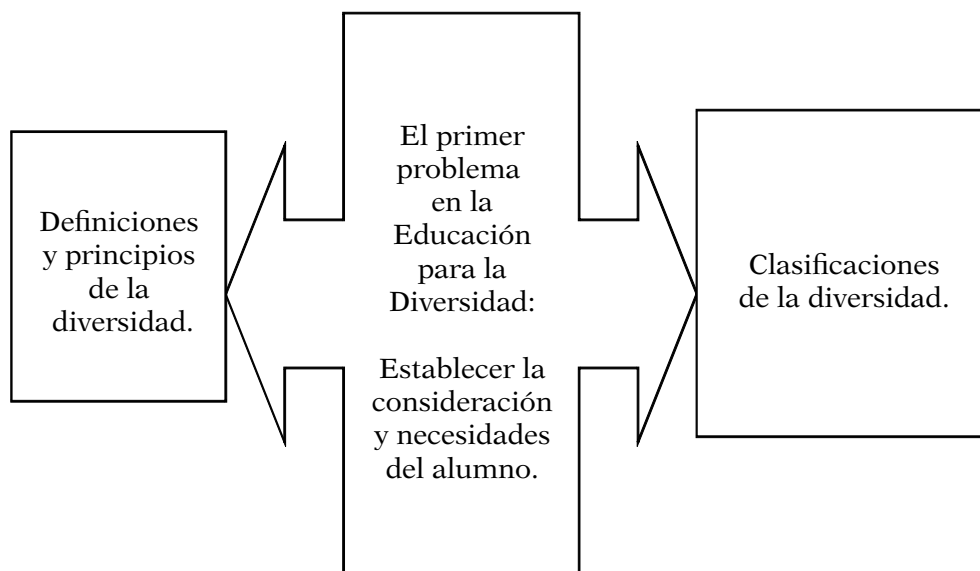 Definiciones
y principios
de la
diversidad.
El primer
problema
en la
Educación
para la
Diversidad:
Establecer la
consideración
y necesidades
del alumno.
Clasificaciones
de la diversidad.